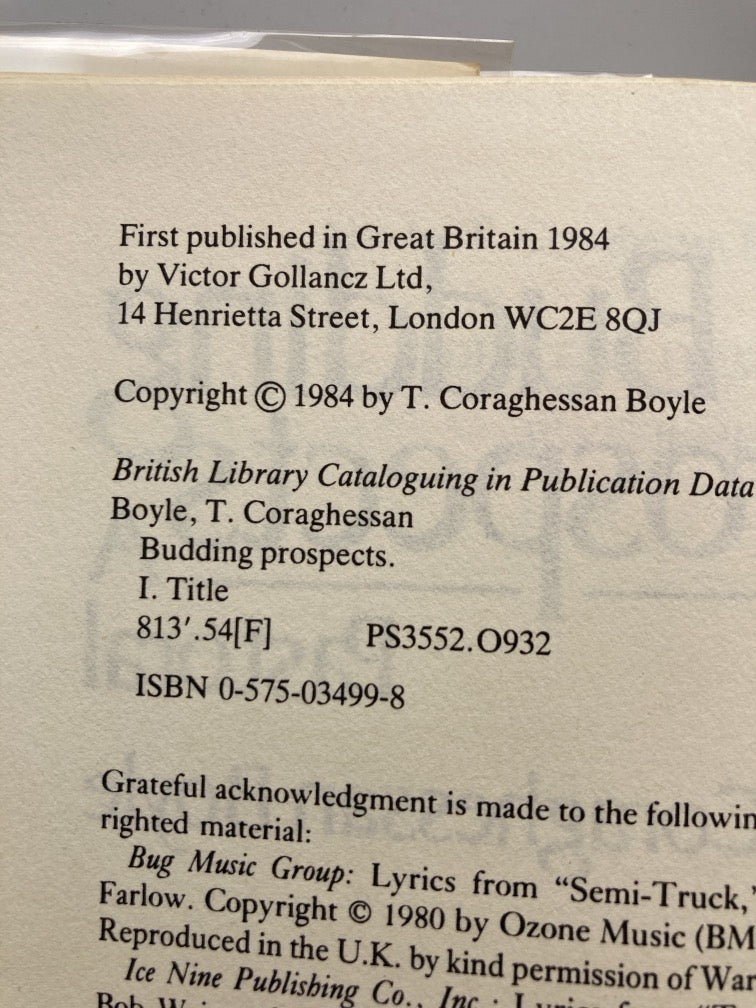 First published in Great Britain 1984
by Victor Gollancz Ltd,
14 Henrietta Street, London WC2E 8QJ
Copyright © 1984 by T. Coraghessan Boyle
British Library Cataloguing in Publication Data
Boyle, T. Coraghessan
Budding prospects.
I. Title
813'.54[F] PS3552.O932
ISBN 0-575-03499-8
Grateful acknowledgment is made to the followin
righted material:
Bug Music Group: Lyrics from “Semi-Truck,”
Farlow. Copyright © 1980 by Ozone Music (BM
Reproduced in the U.K. by kind permission of War
Ice Nine Publishing Co., Inc.: Lyrics
Bob